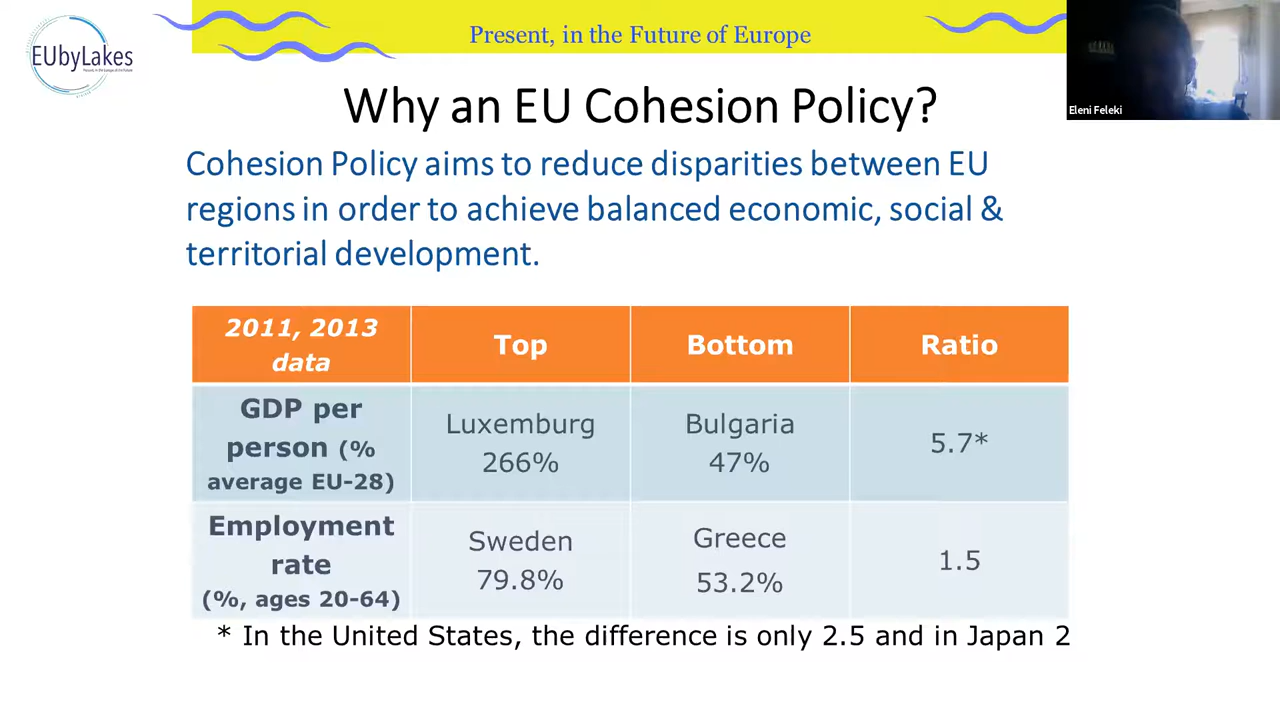 EUbyLakes
Present, in the Future of Europe
Eleni Feleki
Why an EU Cohesion Policy?
Cohesion Policy aims to reduce disparities between EU
regions in order to achieve balanced economic, social &
territorial development.
2011, 2013
data
Top
Bottom
Ratio
GDP per
person (%
average EU-28)
Luxemburg
266%
Bulgaria
47%
5.7*
Employment
rate
(%, ages 20-64)
Sweden
79.8%
Greece
53.2%
1.5
* In the United States, the difference is only 2.5 and in Japan 2